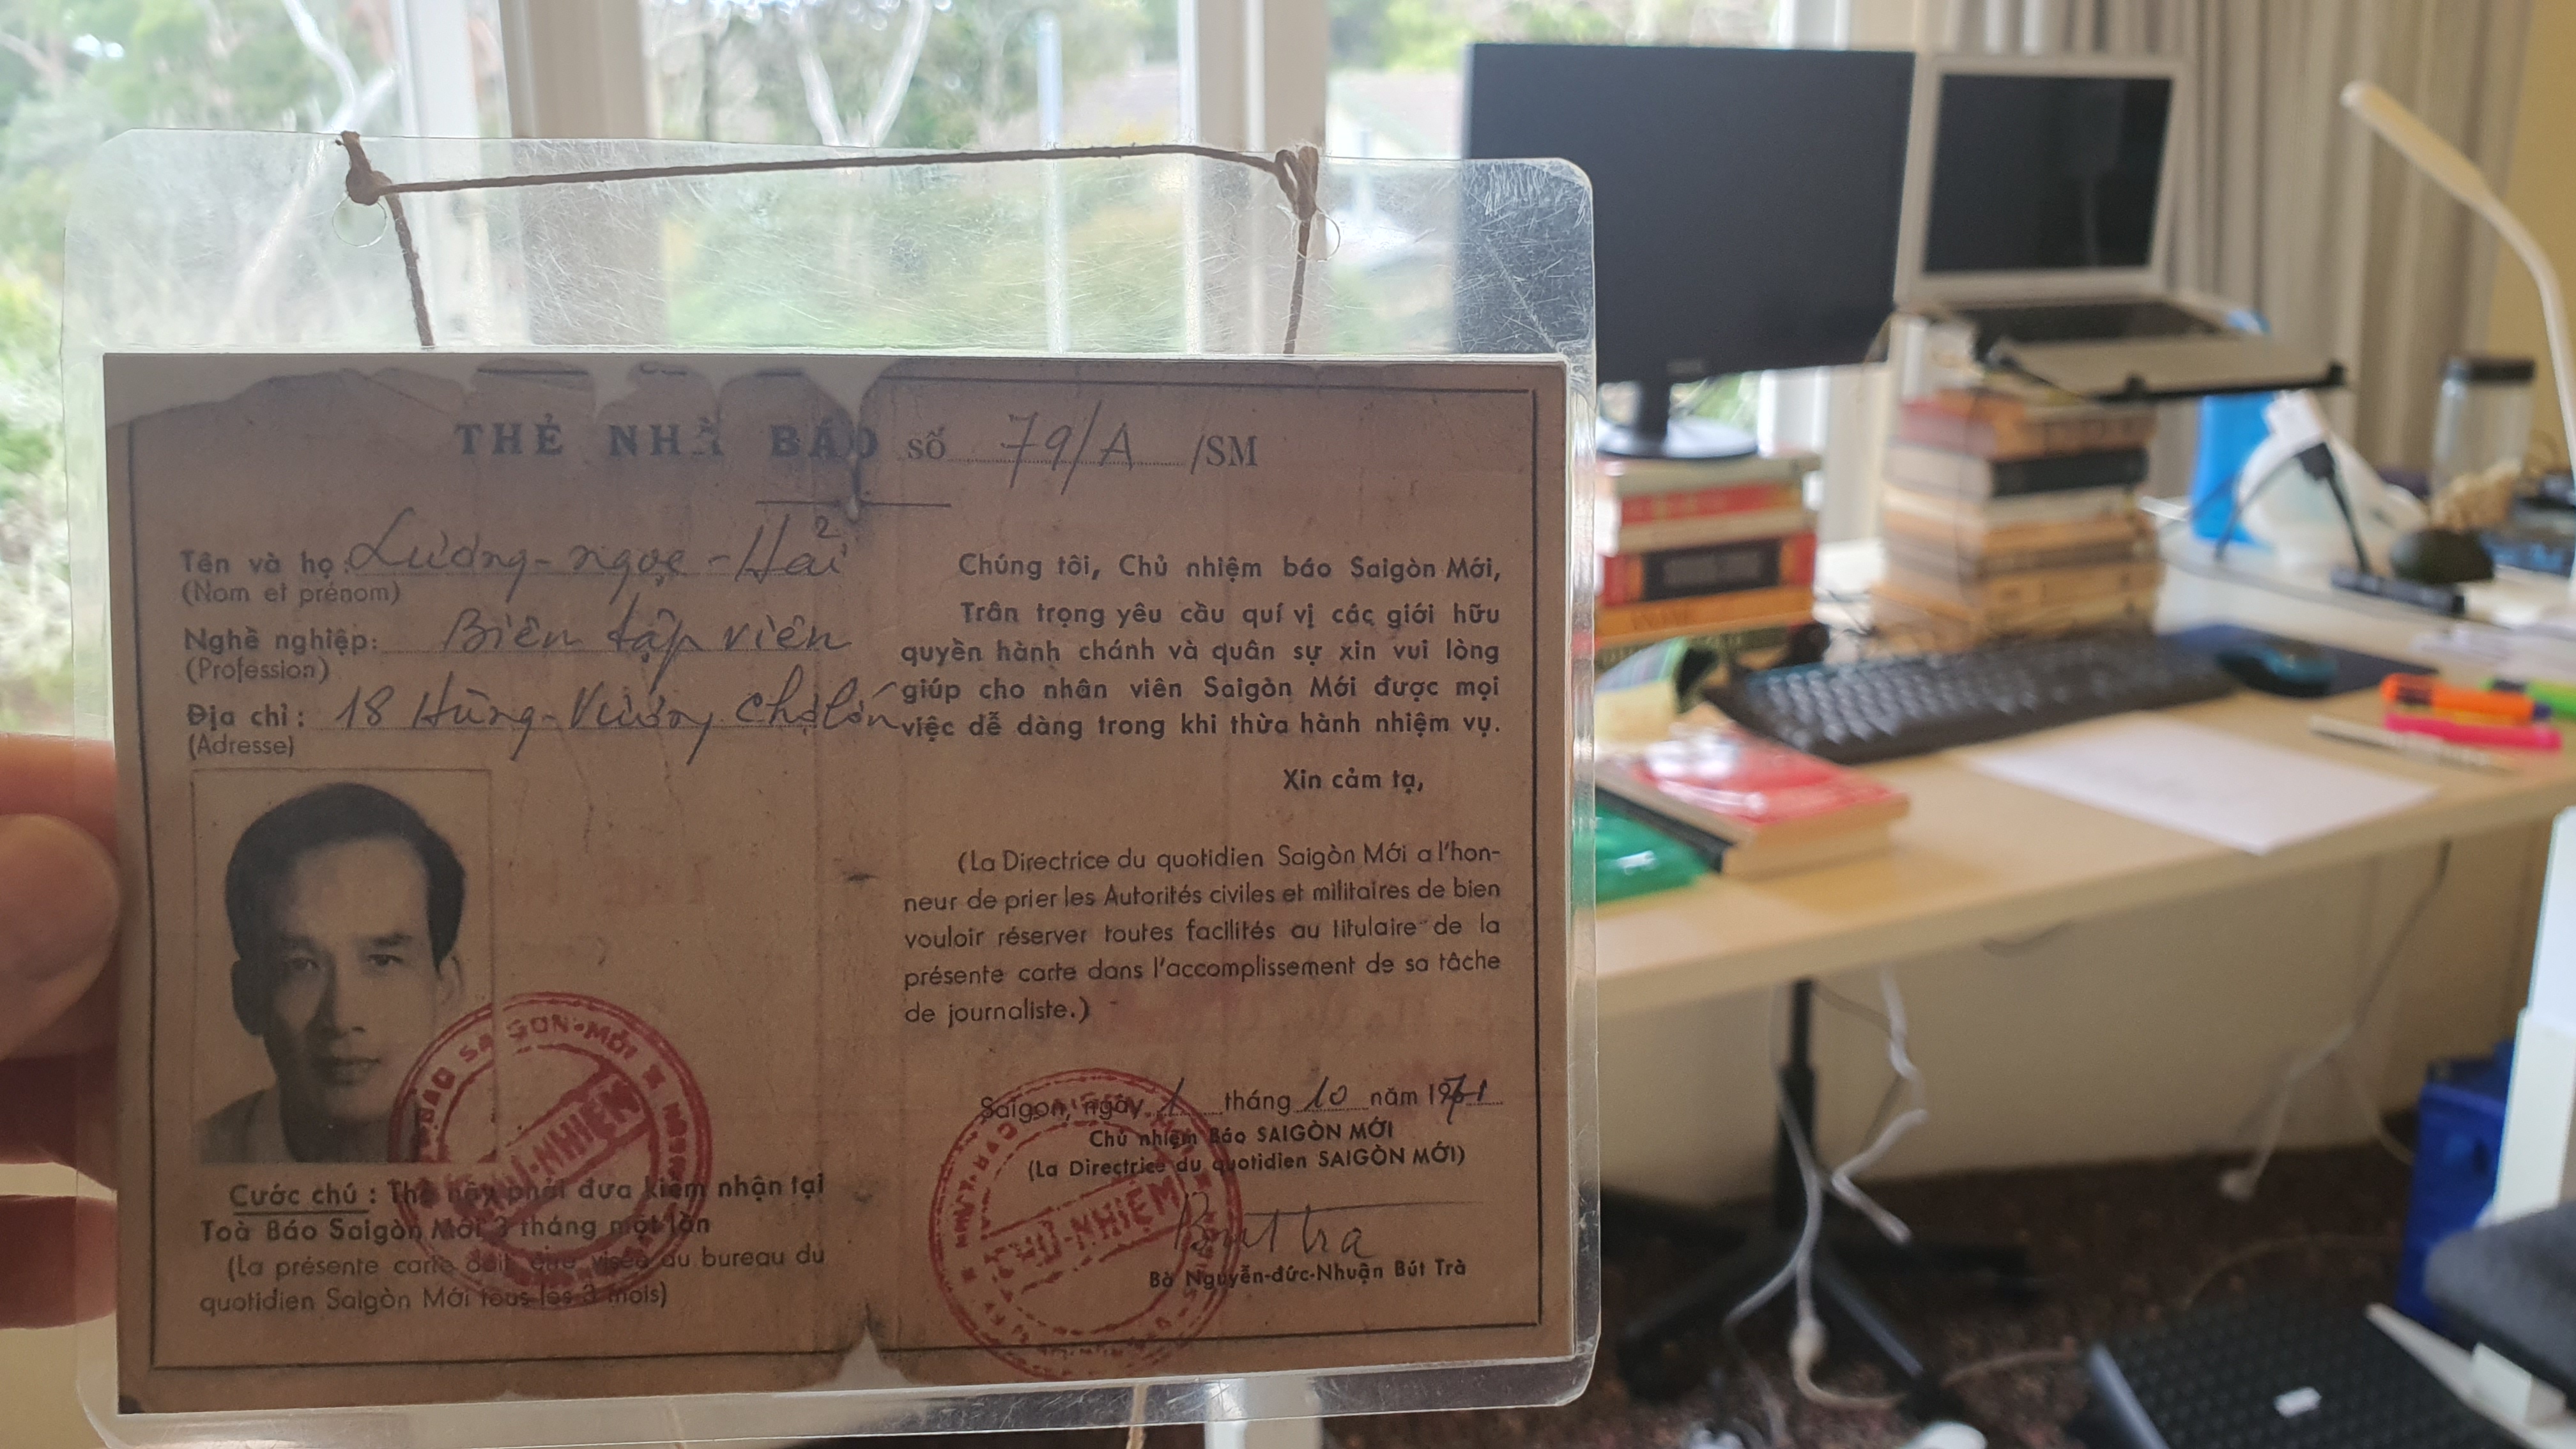 THẺ NHÀ BÁO số 79/A /SM
Tên và họ: Lương-ngọc-Hải
(Nom et prénom)
Nghề nghiệp: Biên tập viên
(Profession)
Địa chỉ: 18 Hùng-Vương Chợlớn
(Adresse)
Chúng tôi, Chủ nhiệm báo Saigòn Mới,
Trân trọng yêu cầu quí vị các giới hữu
quyền hành chánh và quân sự xin vui lòng
giúp cho nhân viên Saigòn Mới được mọi
việc dễ dàng trong khi thừa hành nhiệm vụ.
Xin cảm tạ,
(La Directrice du quotidien Saigòn Mới a l'hon-
neur de prier les Autorités civiles et militaires de bien
vouloir réserver toutes facilités au titulaire de la
présente carte dans l'accomplissement de sa tâche
de journaliste.)
Saigon, ngày 1 tháng 10 năm 19
Chủ nhiệm Báo SAIGÒN MỚI
(La Directrice du quotidien SAIGÒN MỚI)
Bút trà
Bà Nguyễn-đức-Nhuận Bút Trà
BÁO SAIGON-MỚI
CHỦ-NHIỆM
Cước chú : Thẻ này phải đưa kiểm nhận tại
Toà Báo Saigòn Mới 3 tháng một lần
(La présente carte doit être visée au bureau du
quotidien Saigòn Mới tous les 3 mois)
CHỦ-NHIỆM